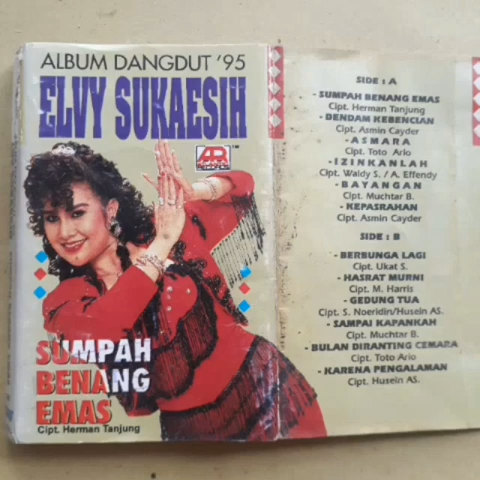 ALBUM DANGDUT '95
ELVY SUKAESIH
SUMPAH
BENANG
EMAS
Cipt. Herman Tanjung
SIDE : A
- SUMPAH BENANG EMAS
Cipt. Herman Tanjung
- DENDAM KEBENCIAN
Cipt. Asmin Cayder
- ASMARA
Cipt. Toto Ario
- IZINKANLAH
Cipt. Waldy S. / A. Effendy
- BAYANGAN
Cipt. Muchtar B.
- KEPASRAHAN
Cipt. Asmin Cayder
SIDE : B
- BERBUNGA LAGI
Cipt. Ukat S.
- HASRAT MURNI
Cipt. M. Harris
- GEDUNG TUA
Cipt. S. Noeridin/Husein AS.
- SAMPAI KAPANKAH
Cipt. Muchtar B.
- BULAN DIRANTING CEMARA
Cipt. Toto Ario
- KARENA PENGALAMAN
Cipt. Husein AS.